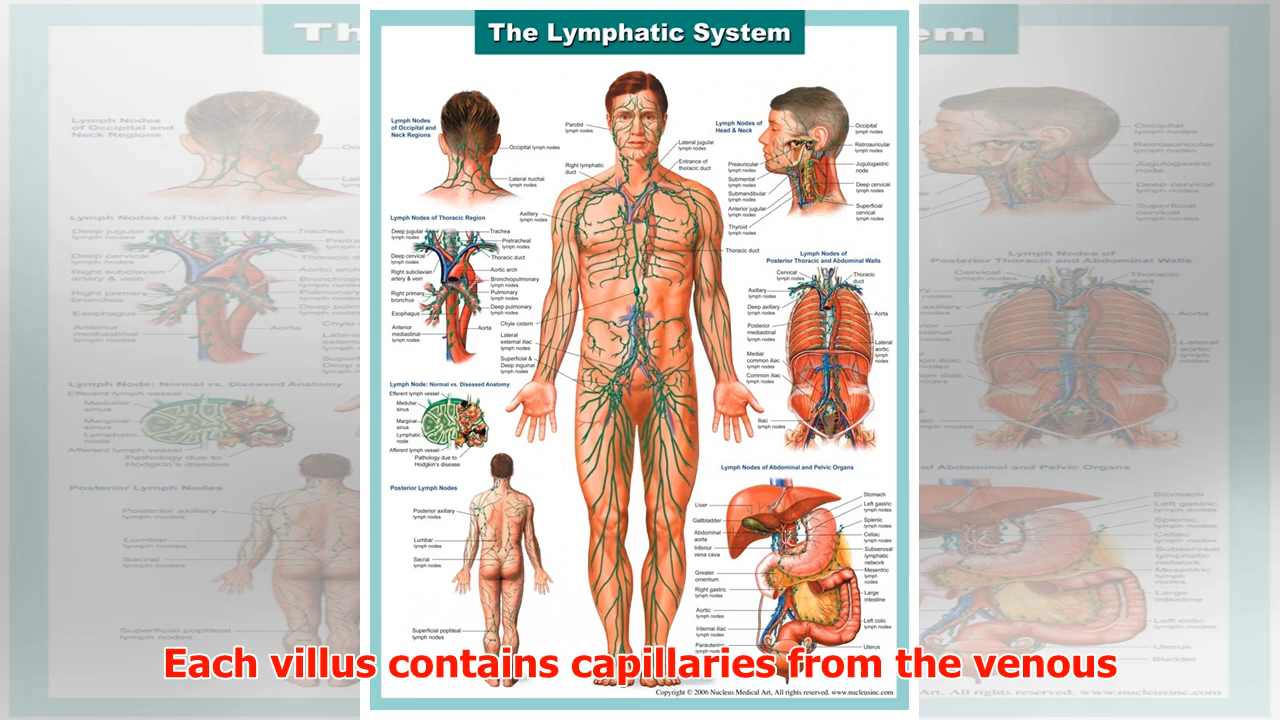 The Lymphatic System
Lymph Nodes
of Occipital and
Neck Regions
Occipital lymph nodes
Lateral nuchal
lymph nodes
Parotid
lymph nodes
Right lymphatic
duct
Axillary
lymph nodes
Lateral jugular
lymph nodes
Entrance of
thoracic duct
Thoracic duct
Chyle cistern
Lateral
external iliac
lymph nodes
Superficial &
Deep inguinal
lymph nodes
Lymph Nodes of
Head & Neck
Preauricular
lymph nodes
Submental
lymph nodes
Submandibular
lymph nodes
Anterior jugular
lymph nodes
Thyroid
lymph nodes
Occipital
lymph nodes
Retroauricular
lymph nodes
Jugulogastric
node
Deep cervical
lymph nodes
Superficial
cervical
lymph nodes
Lymph Nodes of Thoracic Region
Deep jugular
lymph nodes
Deep cervical
lymph nodes
Right subclavian
artery & vein
Right primary
bronchus
Esophagus
Anterior
mediastinal
lymph nodes
Trachea
Pretracheal
lymph nodes
Thoracic duct
Aortic arch
Bronchiopulmonary
lymph nodes
Pulmonary
lymph nodes
Deep pulmonary
lymph nodes
Aorta
Lymph Nodes of
Posterior Thoracic and Abdominal Walls
Cervical
lymph nodes
Axillary
lymph nodes
Deep axillary
lymph nodes
Posterior
mediastinal
lymph nodes
Medial
common iliac
lymph nodes
Common iliac
lymph nodes
Iliac
lymph nodes
Thoracic
duct
Aorta
Lateral
aortic
lymph
nodes
Lymph Node: Normal vs. Diseased Anatomy
Efferent lymph vessel
Medullar
sinus
Marginal
sinus
Lymphatic
node
Afferent lymph vessel
Pathology due to
Hodgkin's disease
Posterior Lymph Nodes
Posterior axillary
lymph nodes
Lumbar
lymph nodes
Sacral
lymph nodes
Superficial popliteal
lymph nodes
Lymph Nodes of Abdominal and Pelvic Organs
Liver
Gallbladder
Abdominal
aorta
Inferior
vena cava
Greater
omentum
Right gastric
lymph nodes
Aortic
lymph nodes
Internal iliac
lymph nodes
Stomach
Left gastric
lymph nodes
Splenic
lymph nodes
Celiac
lymph nodes
Subserosal
lymphatic
network
Mesentric
lymph
nodes
Large
intestine
Left colic
lymph nodes
Uterus
Each villus contains capillaries from the venous
Copyright © 2006 Nucleus Medical Art, All rights reserved. www.nucleusinc.com